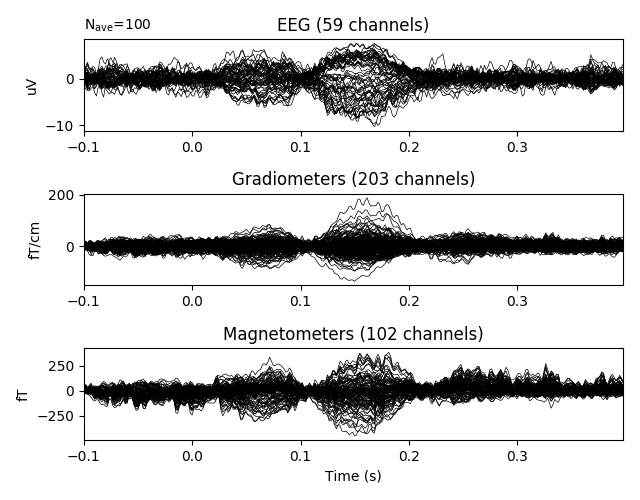 Nave=100
EEG (59 channels)
uV
0
−10
−0.1 0.0 0.1 0.2 0.3
Gradiometers (203 channels)
fT/cm
200
0
−0.1 0.0 0.1 0.2 0.3
Magnetometers (102 channels)
fT
250
0
−250
−0.1 0.0 0.1 0.2 0.3
Time (s)